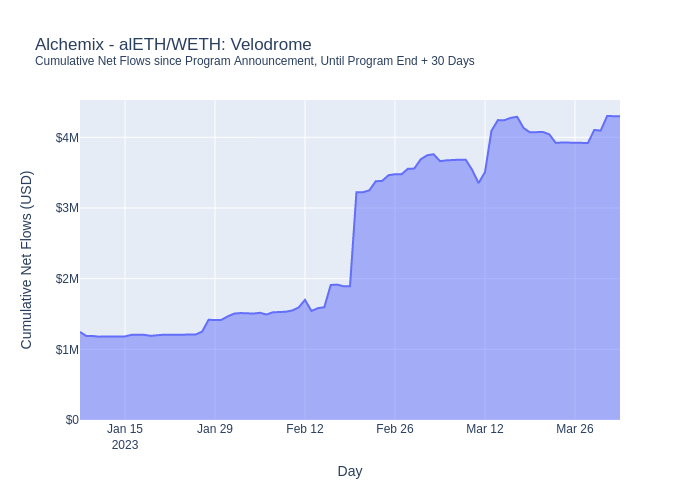 Alchemix - alETH/WETH: Velodrome
Cumulative Net Flows since Program Announcement, Until Program End + 30 Days
Cumulative Net Flows (USD)
$4M
$3M
$2M
$1M
$0
Jan 15
2023
Jan 29
Feb 12
Feb 26
Mar 12
Mar 26
Day